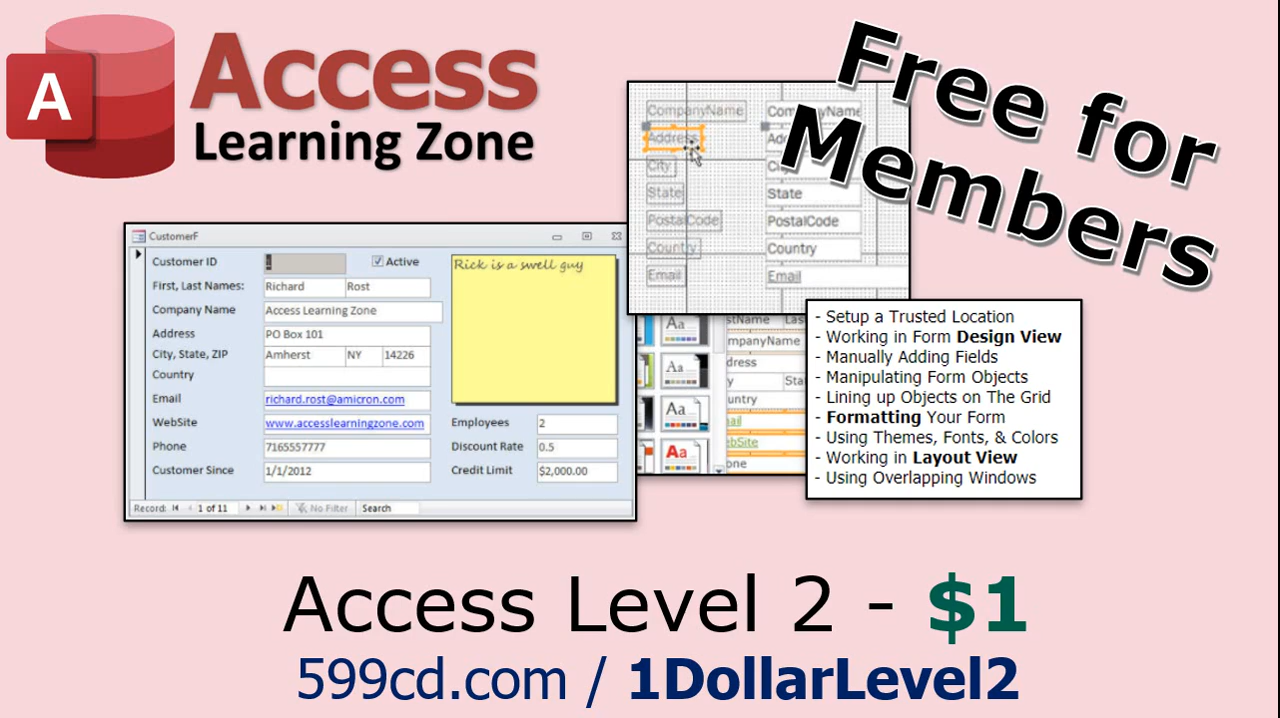 A
Access
Learning Zone
Free for
Members
CompanyName CompanyName
Address
City
State State
PostalCode PostalCode
Country Country
Email Email
CustomerF
Customer ID Active
First, Last Names: Richard Rost
Company Name Access Learning Zone
Address PO Box 101
City, State, ZIP Amherst NY 14226
Country
Email richard.rost@amicron.com
WebSite www.accesslearningzone.com
Phone 7165557777
Customer Since 1/1/2012
Rick is a swell guy
Employees 2
Discount Rate 0.5
Credit Limit $2,000.00
Record: 1 of 11 No Filter Search
Aa
Aa
Aa
Aa
- Setup a Trusted Location
- Working in Form Design View
- Manually Adding Fields
- Manipulating Form Objects
- Lining up Objects on The Grid
- Formatting Your Form
- Using Themes, Fonts, & Colors
- Working in Layout View
- Using Overlapping Windows
Access Level 2 - $1
599cd.com / 1DollarLevel2